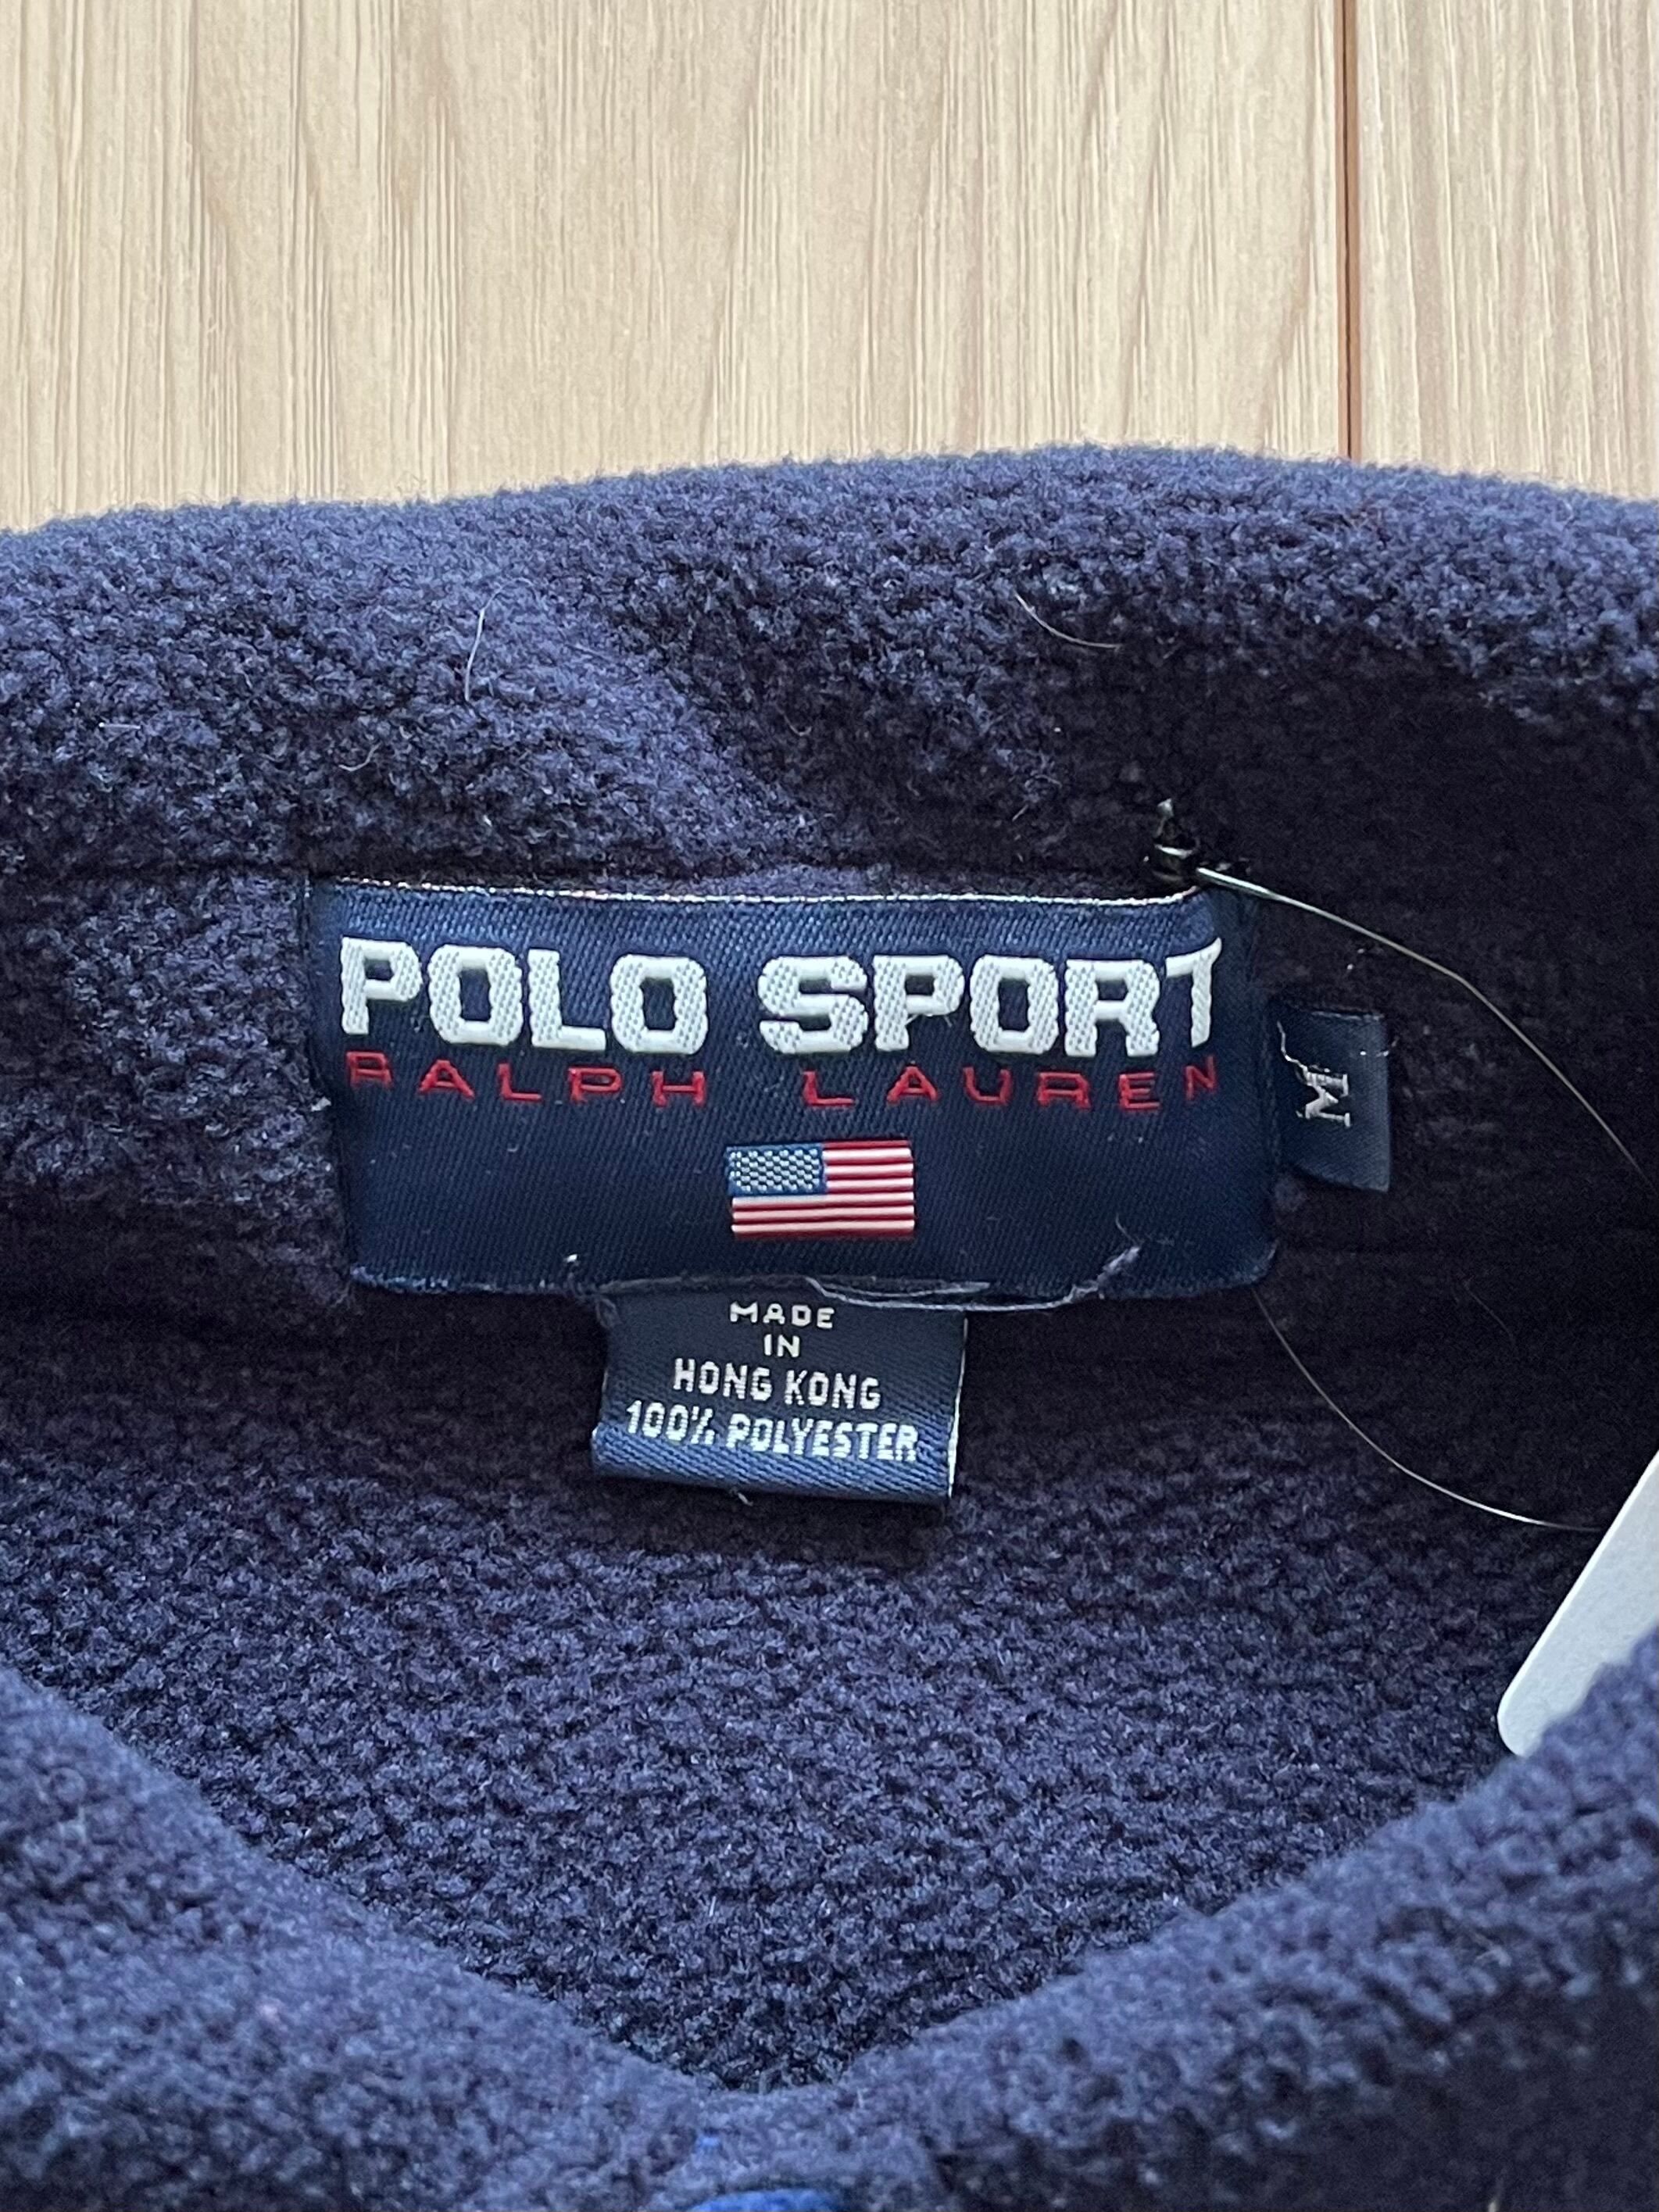 POLO SPORT
RALPH LAUREN
M
MADE
IN
HONG KONG
100% POLYESTER